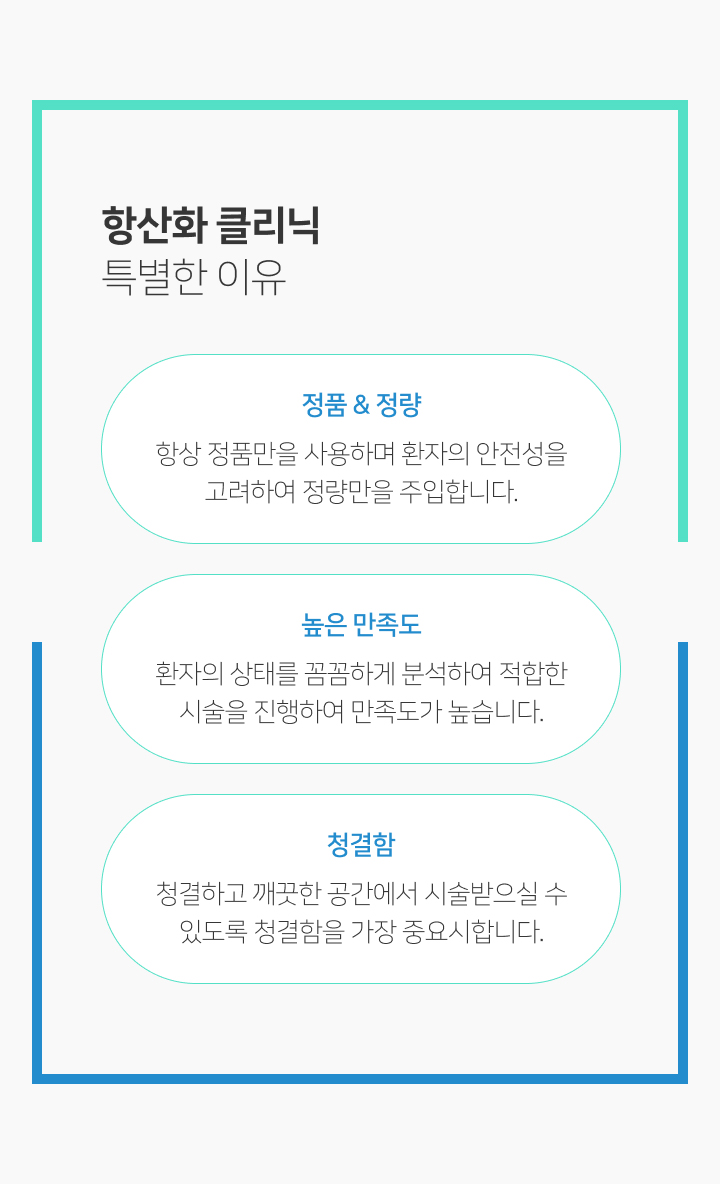 항산화 클리닉
특별한 이유
정품 & 정량
항상 정품만을 사용하며 환자의 안전성을
고려하여 정량만을 주입합니다.
높은 만족도
환자의 상태를 꼼꼼하게 분석하여 적합한
시술을 진행하여 만족도가 높습니다.
청결함
청결하고 깨끗한 공간에서 시술받으실 수
있도록 청결함을 가장 중요시합니다.